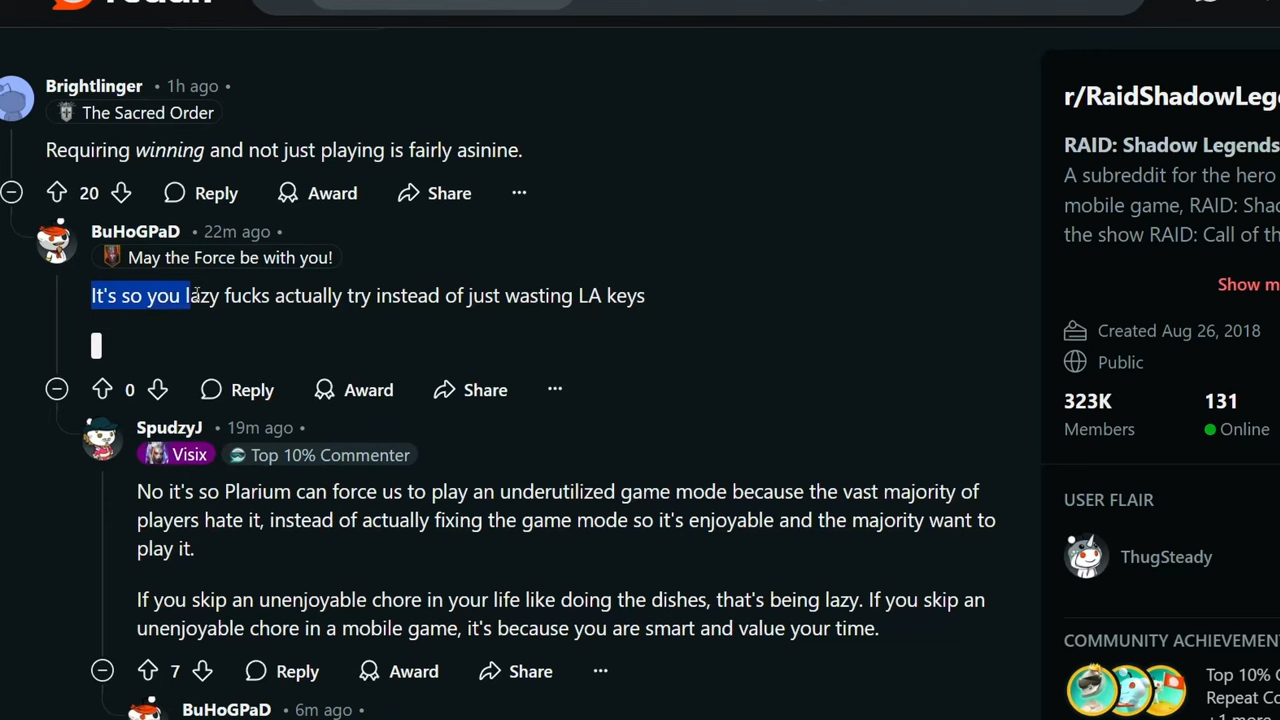 Brightlinger • 1h ago •
The Sacred Order
Requiring winning and not just playing is fairly asinine.
20 Reply Award Share ...
BuHoGPaD • 22m ago •
May the Force be with you!
It's so you lazy fucks actually try instead of just wasting LA keys
0 Reply Award Share ...
SpudzyJ • 19m ago •
Visix Top 10% Commenter
No it's so Plarium can force us to play an underutilized game mode because the vast majority of
players hate it, instead of actually fixing the game mode so it's enjoyable and the majority want to
play it.
If you skip an unenjoyable chore in your life like doing the dishes, that's being lazy. If you skip an
unenjoyable chore in a mobile game, it's because you are smart and value your time.
7 Reply Award Share ...
BuHoGPaD • 6m ago •
r/RaidShadowLeg
RAID: Shadow Legends
A subreddit for the hero
mobile game, RAID: Shad
the show RAID: Call of th
Show m
Created Aug 26, 2018
Public
323K 131
Members Online
USER FLAIR
ThugSteady
COMMUNITY ACHIEVEMEN
Top 10% C
Repeat Co